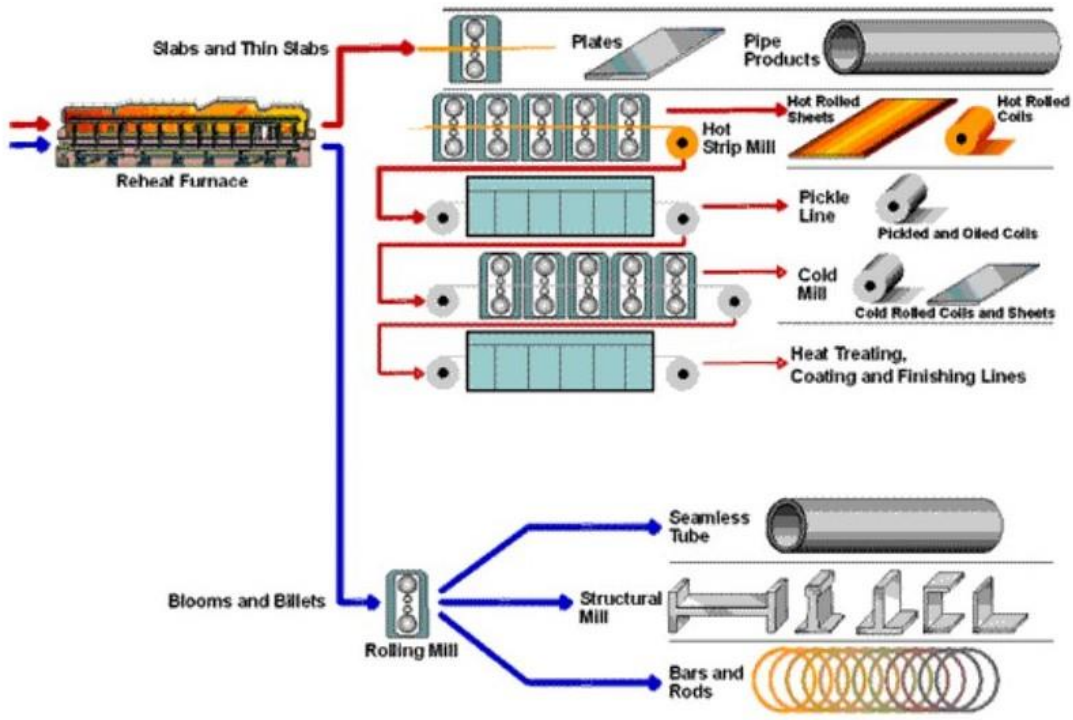 Slabs and Thin Slabs
Plates
Pipe
Products
Reheat Furnace
Hot
Strip Mill
Hot Rolled
Sheets
Hot Rolled
Coils
Pickle
Line
Pickled and Oiled Coils
Cold
Mill
Cold Rolled Coils and Sheets
Heat Treating,
Coating and Finishing Lines
Blooms and Billets
Rolling Mill
Seamless
Tube
Structural
Mill
Bars and
Rods